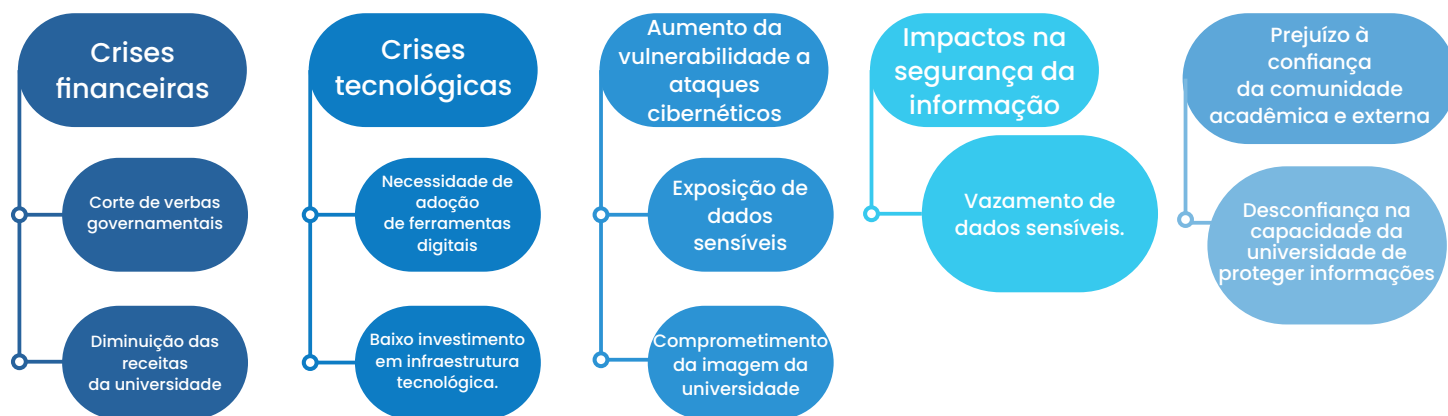 Crises
financeiras
Corte de verbas
governamentais
Diminuição das
receitas
da universidade
Crises
tecnológicas
Necessidade de
adoção
de ferramentas
digitais
Baixo investimento
em infraestrutura
tecnológica.
Aumento da
vulnerabilidade a
ataques
cibernéticos
Exposição de
dados
sensíveis
Comprometimento
da imagem da
universidade
Impactos na
segurança da
informação
Vazamento de
dados sensíveis.
Prejuízo à
confiança
da comunidade
acadêmica e externa
Desconfiança na
capacidade da
universidade de
proteger informações